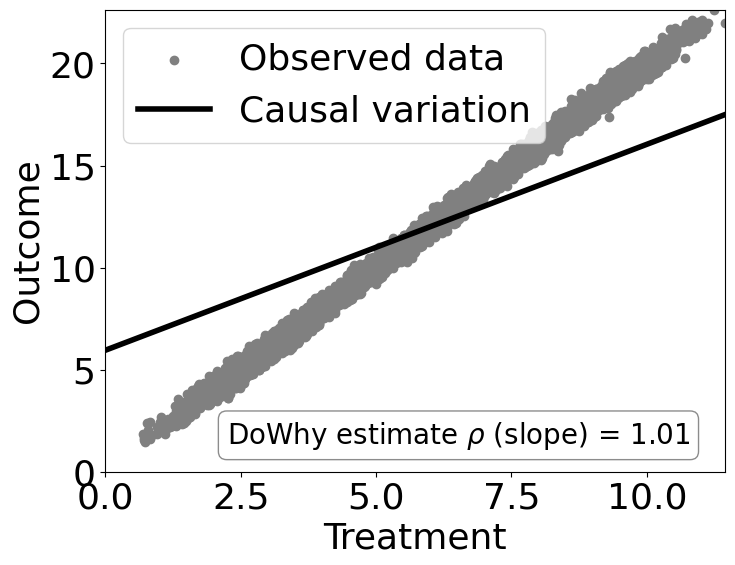 20
15
10
5
0
Outcome
Observed data
Causal variation
DoWhy estimate ρ (slope) = 1.01
0.0 2.5 5.0 7.5 10.0
Treatment